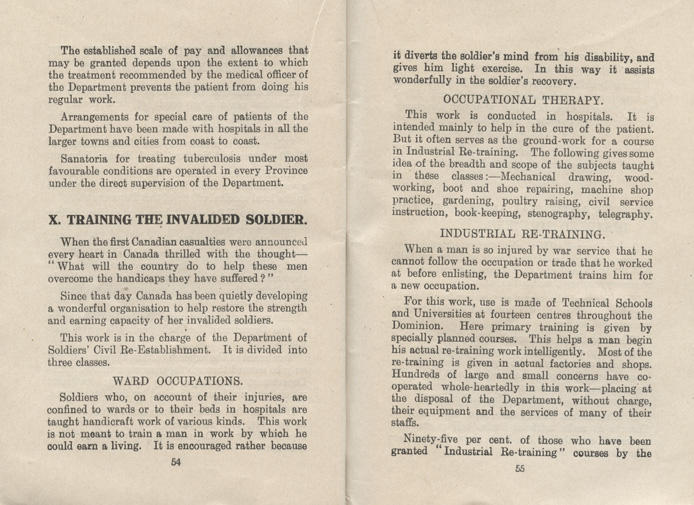 The established scale of pay and allowances that
may be granted depends upon the extent to which
the treatment recommended by the medical officer of
the Department prevents the patient from doing his
regular work.
Arrangements for special care of patients of the
Department have been made with hospitals in all the
larger towns and cities from coast to coast.
Sanatoria for treating tuberculosis under most
favourable conditions are operated in every Province
under the direct supervision of the Department.
X. TRAINING THE INVALIDED SOLDIER.
When the first Canadian casualties were announced
every heart in Canada thrilled with the thought—
"What will the country do to help these men
overcome the handicaps they have suffered?"
Since that day Canada has been quietly developing
a wonderful organisation to help restore the strength
and earning capacity of her invalided soldiers.
This work is in the charge of the Department of
Soldiers' Civil Re-Establishment. It is divided into
three classes.
WARD OCCUPATIONS.
Soldiers who, on account of their injuries, are
confined to wards or to their beds in hospitals are
taught handicraft work of various kinds. This work
is not meant to train a man in work by which he
could earn a living. It is encouraged rather because
54
it diverts the soldier's mind from his disability, and
gives him light exercise. In this way it assists
wonderfully in the soldier's recovery.
OCCUPATIONAL THERAPY.
This work is conducted in hospitals. It is
intended mainly to help in the cure of the patient.
But it often serves as the ground-work for a course
in Industrial Re-training. The following gives some
idea of the breadth and scope of the subjects taught
in these classes:—Mechanical drawing, wood-
working, boot and shoe repairing, machine shop
practice, gardening, poultry raising, civil service
instruction, book-keeping, stenography, telegraphy.
INDUSTRIAL RE-TRAINING.
When a man is so injured by war service that he
cannot follow the occupation or trade that he worked
at before enlisting, the Department trains him for
a new occupation.
For this work, use is made of Technical Schools
and Universities at fourteen centres throughout the
Dominion. Here primary training is given by
specially planned courses. This helps a man begin
his actual re-training work intelligently. Most of the
re-training is given in actual factories and shops.
Hundreds of large and small concerns have co-
operated whole-heartedly in this work—placing at
the disposal of the Department, without charge,
their equipment and the services of many of their
staffs.
Ninety-five per cent. of those who have been
granted "Industrial Re-training" courses by the
55